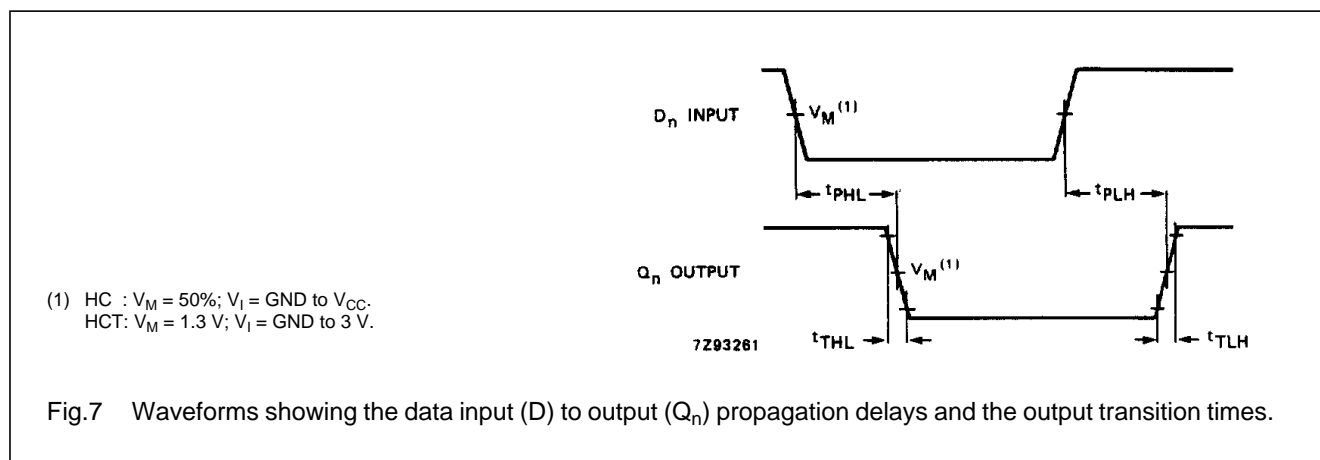 Dn INPUT
VM(1)
tPHL
tPLH
Qn OUTPUT
VM(1)
(1) HC : VM = 50%; VI = GND to VCC.
HCT: VM = 1.3 V; VI = GND to 3 V.
7Z93261
tTHL
tTLH
Fig.7 Waveforms showing the data input (D) to output (Qn) propagation delays and the output transition times.